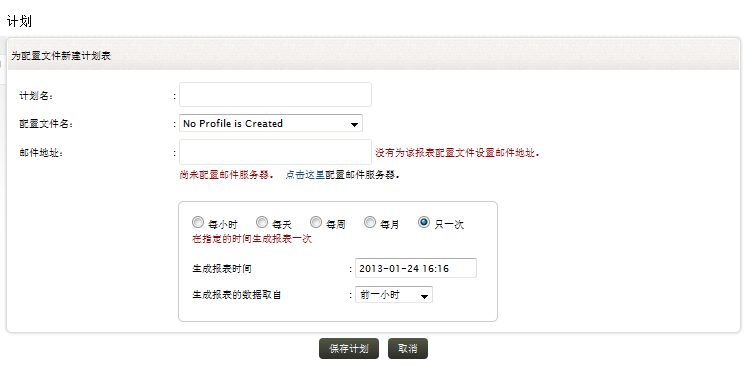 计划
为配置文件新建计划表
计划名： :
配置文件名： : No Profile is Created
邮件地址： : 没有为该报表配置文件设置邮件地址。
尚未配置邮件服务器。 点击这里配置邮件服务器。
每小时 每天 每周 每月 只一次
在指定的时间生成报表一次
生成报表时间 : 2013-01-24 16:16
生成报表的数据取自 : 前一小时
保存计划 取消